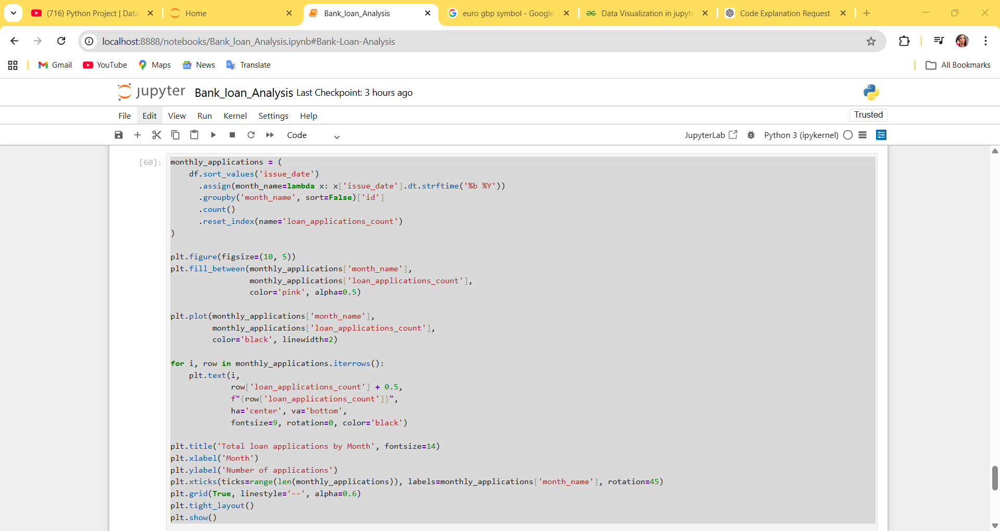 (716) Python Project | Data
Home
Bank_loan_Analysis
euro gbp symbol - Google
Data Visualization in jupyte
Code Explanation Request
localhost:8888/notebooks/Bank_loan_Analysis.ipynb#Bank-Loan-Analysis
Gmail
YouTube
Maps
News
Translate
All Bookmarks
jupyter
Bank_loan_Analysis Last Checkpoint: 3 hours ago
File Edit View Run Kernel Settings Help
Trusted
Code
JupyterLab
Python 3 (ipykernel)
[60]:
monthly_applications = (
    df.sort_values('issue_date')
      .assign(month_name=lambda x: x['issue_date'].dt.strftime('%b %Y'))
      .groupby('month_name', sort=False)['id']
      .count()
      .reset_index(name='loan_applications_count')
)
plt.figure(figsize=(10, 5))
plt.fill_between(monthly_applications['month_name'],
                 monthly_applications['loan_applications_count'],
                 color='pink', alpha=0.5)
plt.plot(monthly_applications['month_name'],
         monthly_applications['loan_applications_count'],
         color='black', linewidth=2)
for i, row in monthly_applications.iterrows():
    plt.text(i,
             row['loan_applications_count'] + 0.5,
             f"{row['loan_applications_count']}",
             ha='center', va='bottom',
             fontsize=9, rotation=0, color='black')
plt.title('Total loan applications by Month', fontsize=14)
plt.xlabel('Month')
plt.ylabel('Number of applications')
plt.xticks(ticks=range(len(monthly_applications)), labels=monthly_applications['month_name'], rotation=45)
plt.grid(True, linestyle='--', alpha=0.6)
plt.tight_layout()
plt.show()